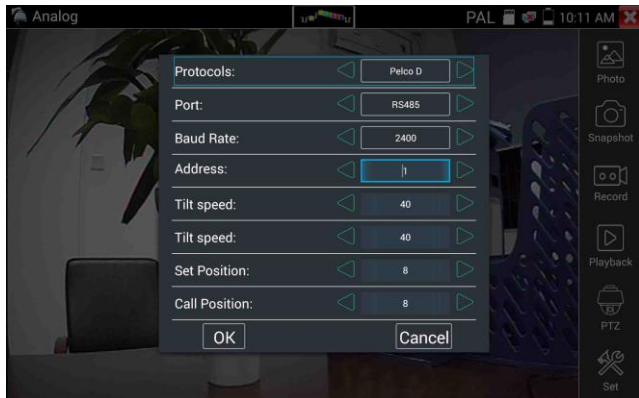 Analog
PAL 10:11 AM
Protocols: Pelco D
Port: RS485
Baud Rate: 2400
Address: 1
Tilt speed: 40
Tilt speed: 40
Set Position: 8
Call Position: 8
OK Cancel
Photo
Snapshot
Record
Playback
PTZ
Set